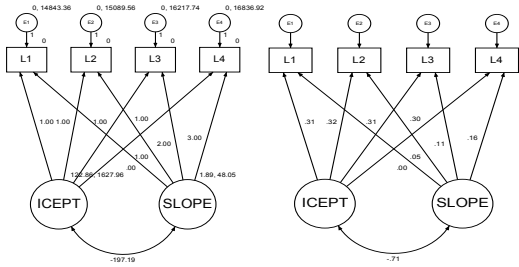 0, 14843.36
0, 15089.56
0, 16217.74
0, 16836.92
E1
E2
E3
E4
1
0
1
0
1
0
1
0
L1
L2
L3
L4
1.00
1.00
1.00
1.00
.00
1.00
2.00
3.00
122.86, 1627.96
1.89, 48.05
ICEPT
SLOPE
-197.19
E1
E2
E3
E4
L1
L2
L3
L4
.31
.32
.31
.30
.00
.05
.11
.16
ICEPT
SLOPE
-.71